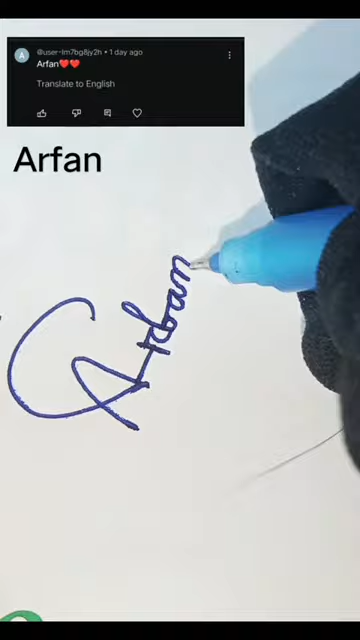 @user-lm7bg8jy2h • 1 day ago
Arfan❤️❤️
Translate to English
Arfan
Arfan